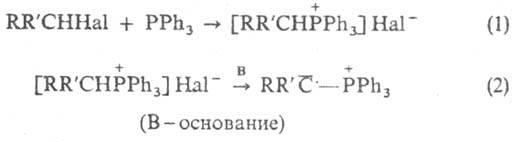 RR′CHHal + PPh₃ → [RR′CHP⁺Ph₃] Hal⁻ (1)
[RR′CHP⁺Ph₃] Hal⁻ →ᴮ RR′C̅·—P⁺Ph₃ (2)
(B – основание)